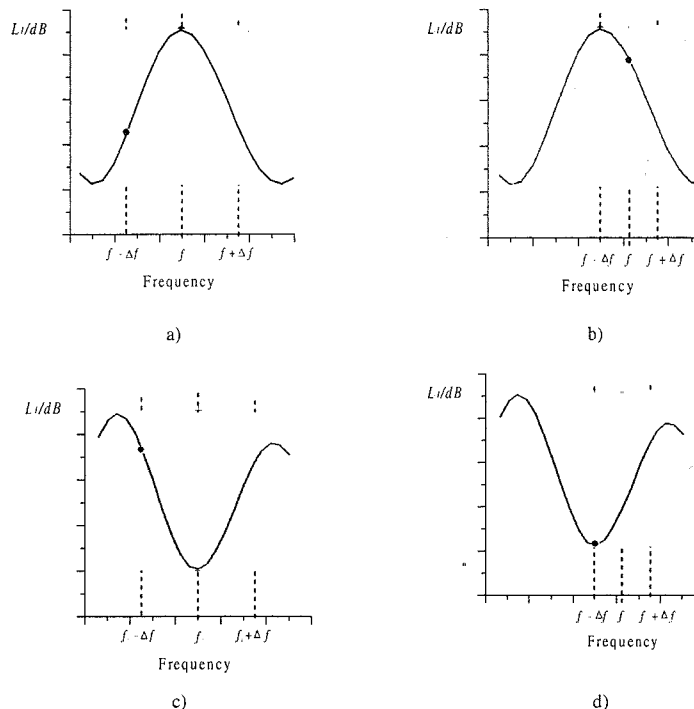 L₁/dB
f - Δf f f + Δf
Frequency
a)
L₁/dB
f - Δf f f + Δf
Frequency
b)
L₁/dB
f. - Δf f. f. + Δf
Frequency
c)
L₁/dB
f - Δf f f + Δf
Frequency
d)